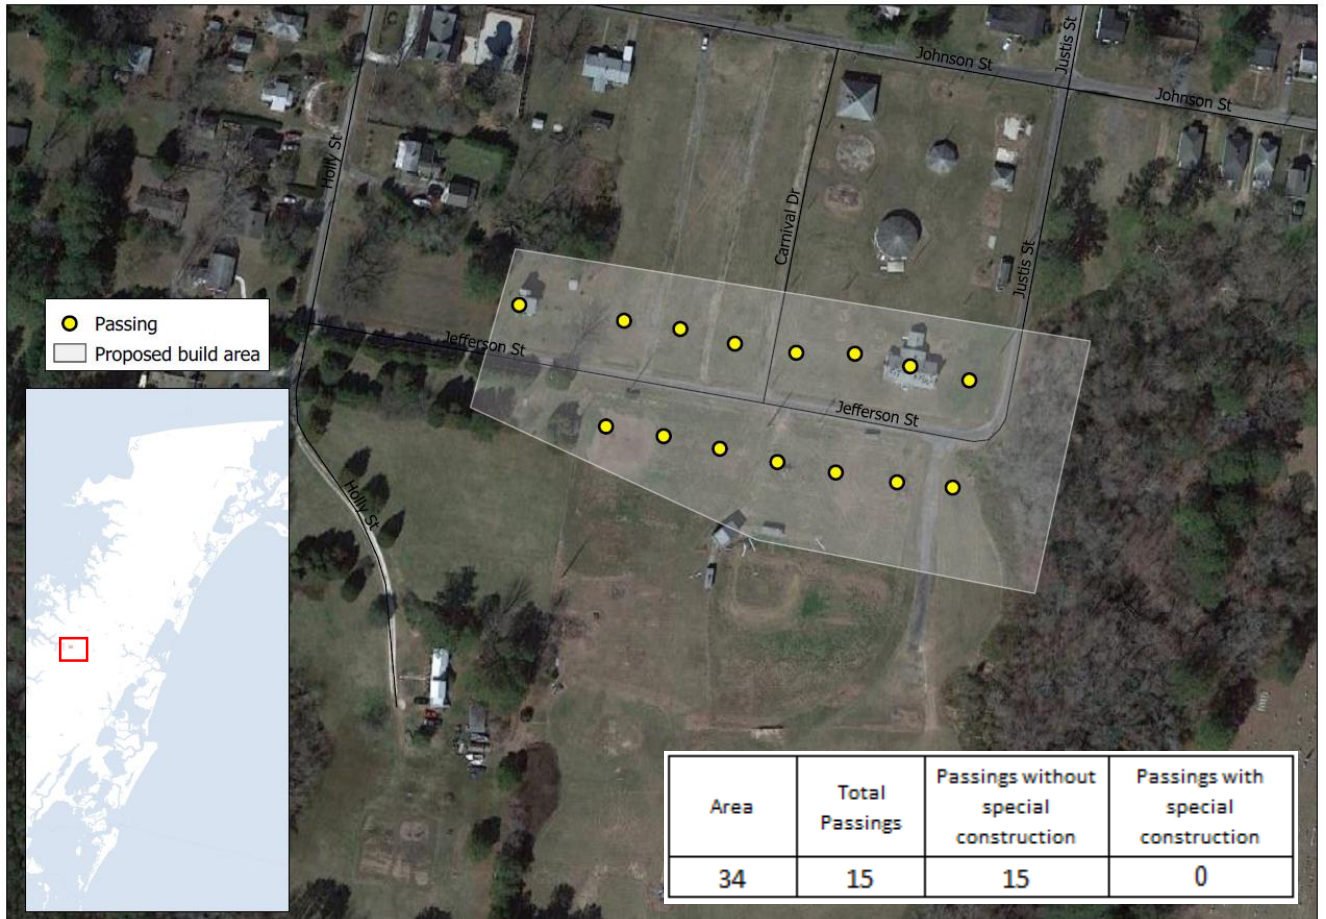 Johnson St
Justis St
Johnson St
Holly St
Carnival Dr
Justis St
Passing
Proposed build area
Jefferson St
Jefferson St
Holly St
Area
Total
Passings
Passings without
special
construction
Passings with
special
construction
34
15
15
0